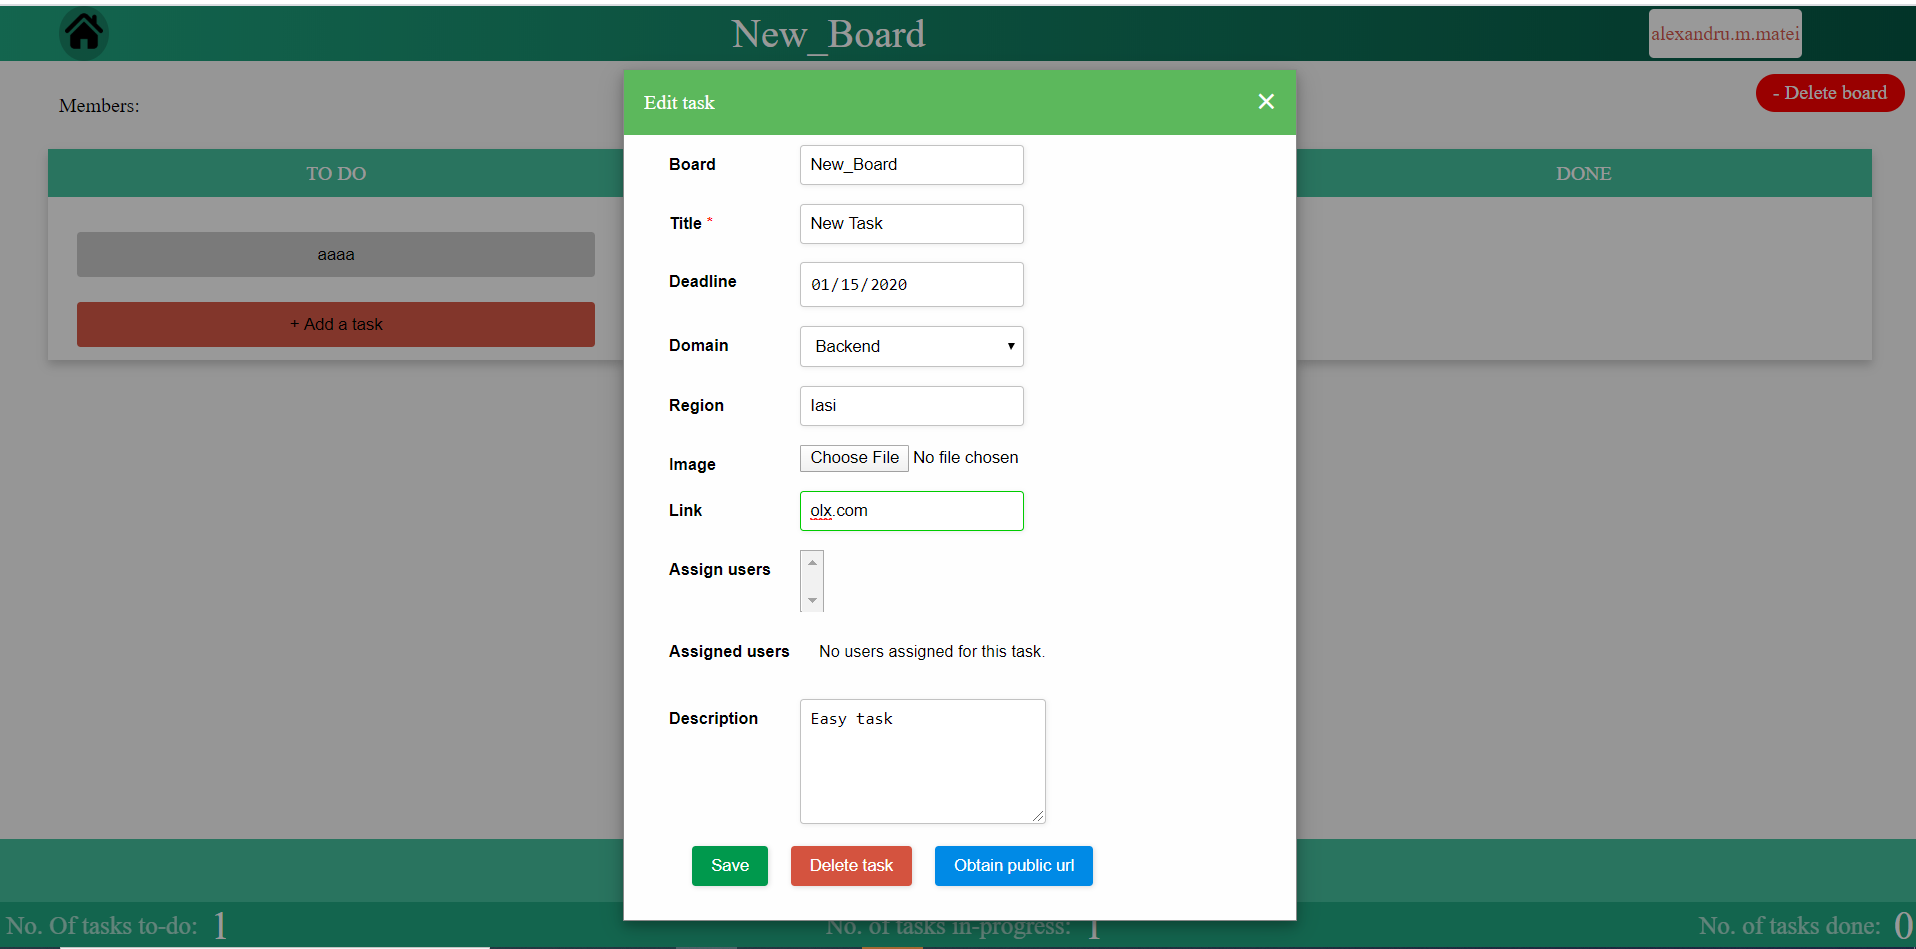 New_Board
alexandru.m.matei
Members:
- Delete board
TO DO
DONE
aaaa
+ Add a task
Edit task
Board
New_Board
Title *
New Task
Deadline
01/15/2020
Domain
Backend
Region
Iasi
Image
Choose File No file chosen
Link
olx.com
Assign users
Assigned users
No users assigned for this task.
Description
Easy task
Save
Delete task
Obtain public url
No. Of tasks to-do: 1
No. of tasks in-progress: 1
No. of tasks done: 0